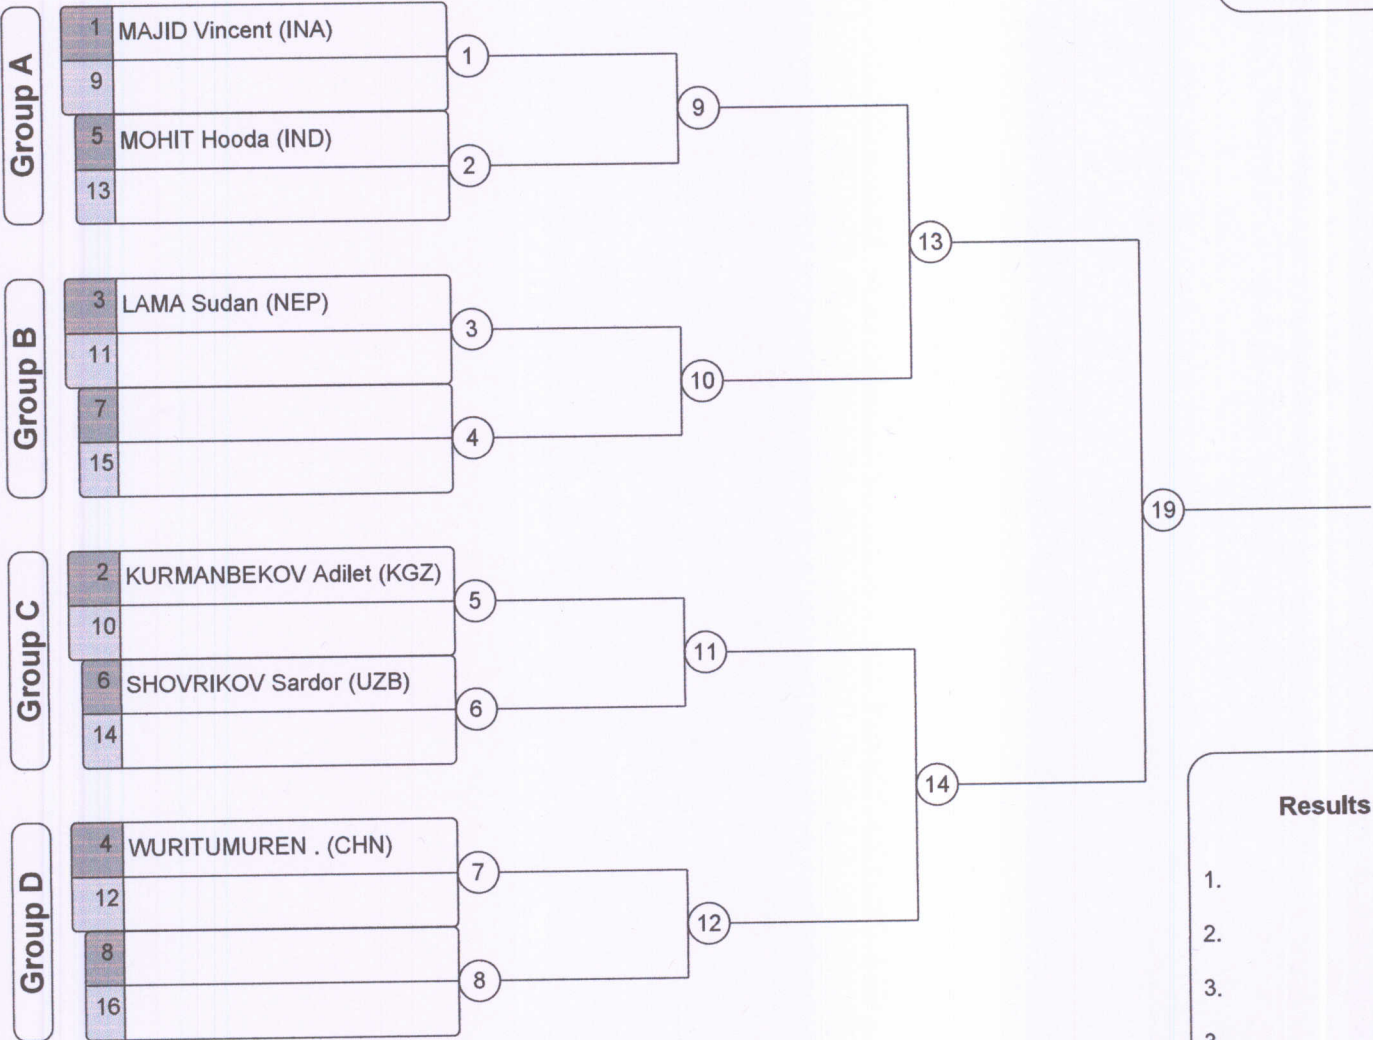 Group A
1 MAJID Vincent (INA)
9
5 MOHIT Hooda (IND)
13
1
2
9
Group B
3 LAMA Sudan (NEP)
11
7
15
3
4
10
13
Group C
2 KURMANBEKOV Adilet (KGZ)
10
6 SHOVRIKOV Sardor (UZB)
14
5
6
11
Group D
4 WURITUMUREN . (CHN)
12
8
16
7
8
12
14
19
Results
1.
2.
3.